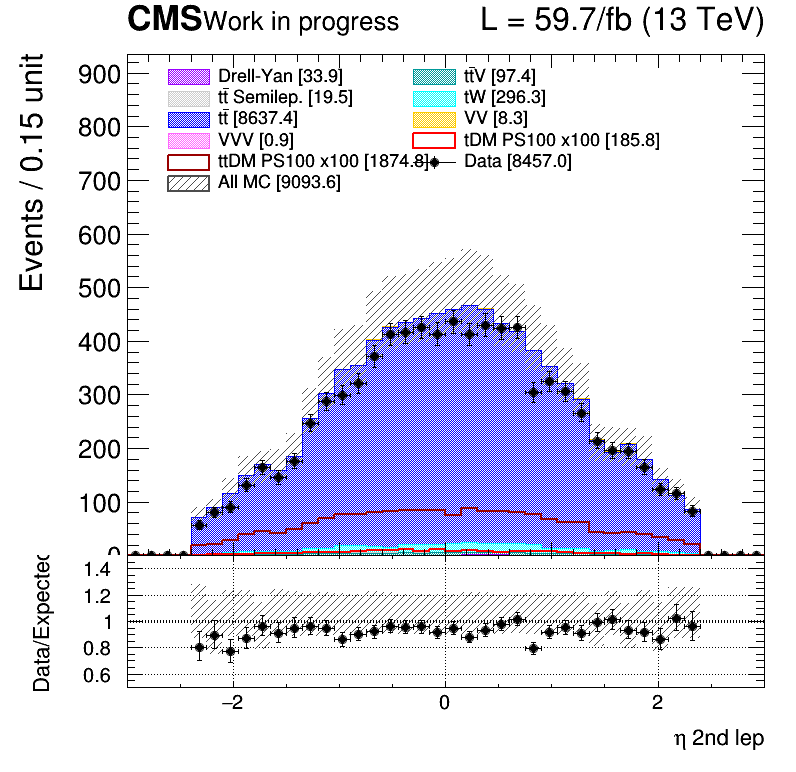 CMS Work in progress L = 59.7/fb (13 TeV)
Events / 0.15 unit
900
800
700
600
500
400
300
200
100
0
Drell-Yan [33.9] tt̄V [97.4]
tt̄ Semilep. [19.5] tW [296.3]
tt̄ [8637.4] VV [8.3]
VVV [0.9] tDM PS100 x100 [185.8]
ttDM PS100 x100 [1874.8] Data [8457.0]
All MC [9093.6]
Data/Expected
1.4
1.2
1
0.8
0.6
−2 0 2
η 2nd lep